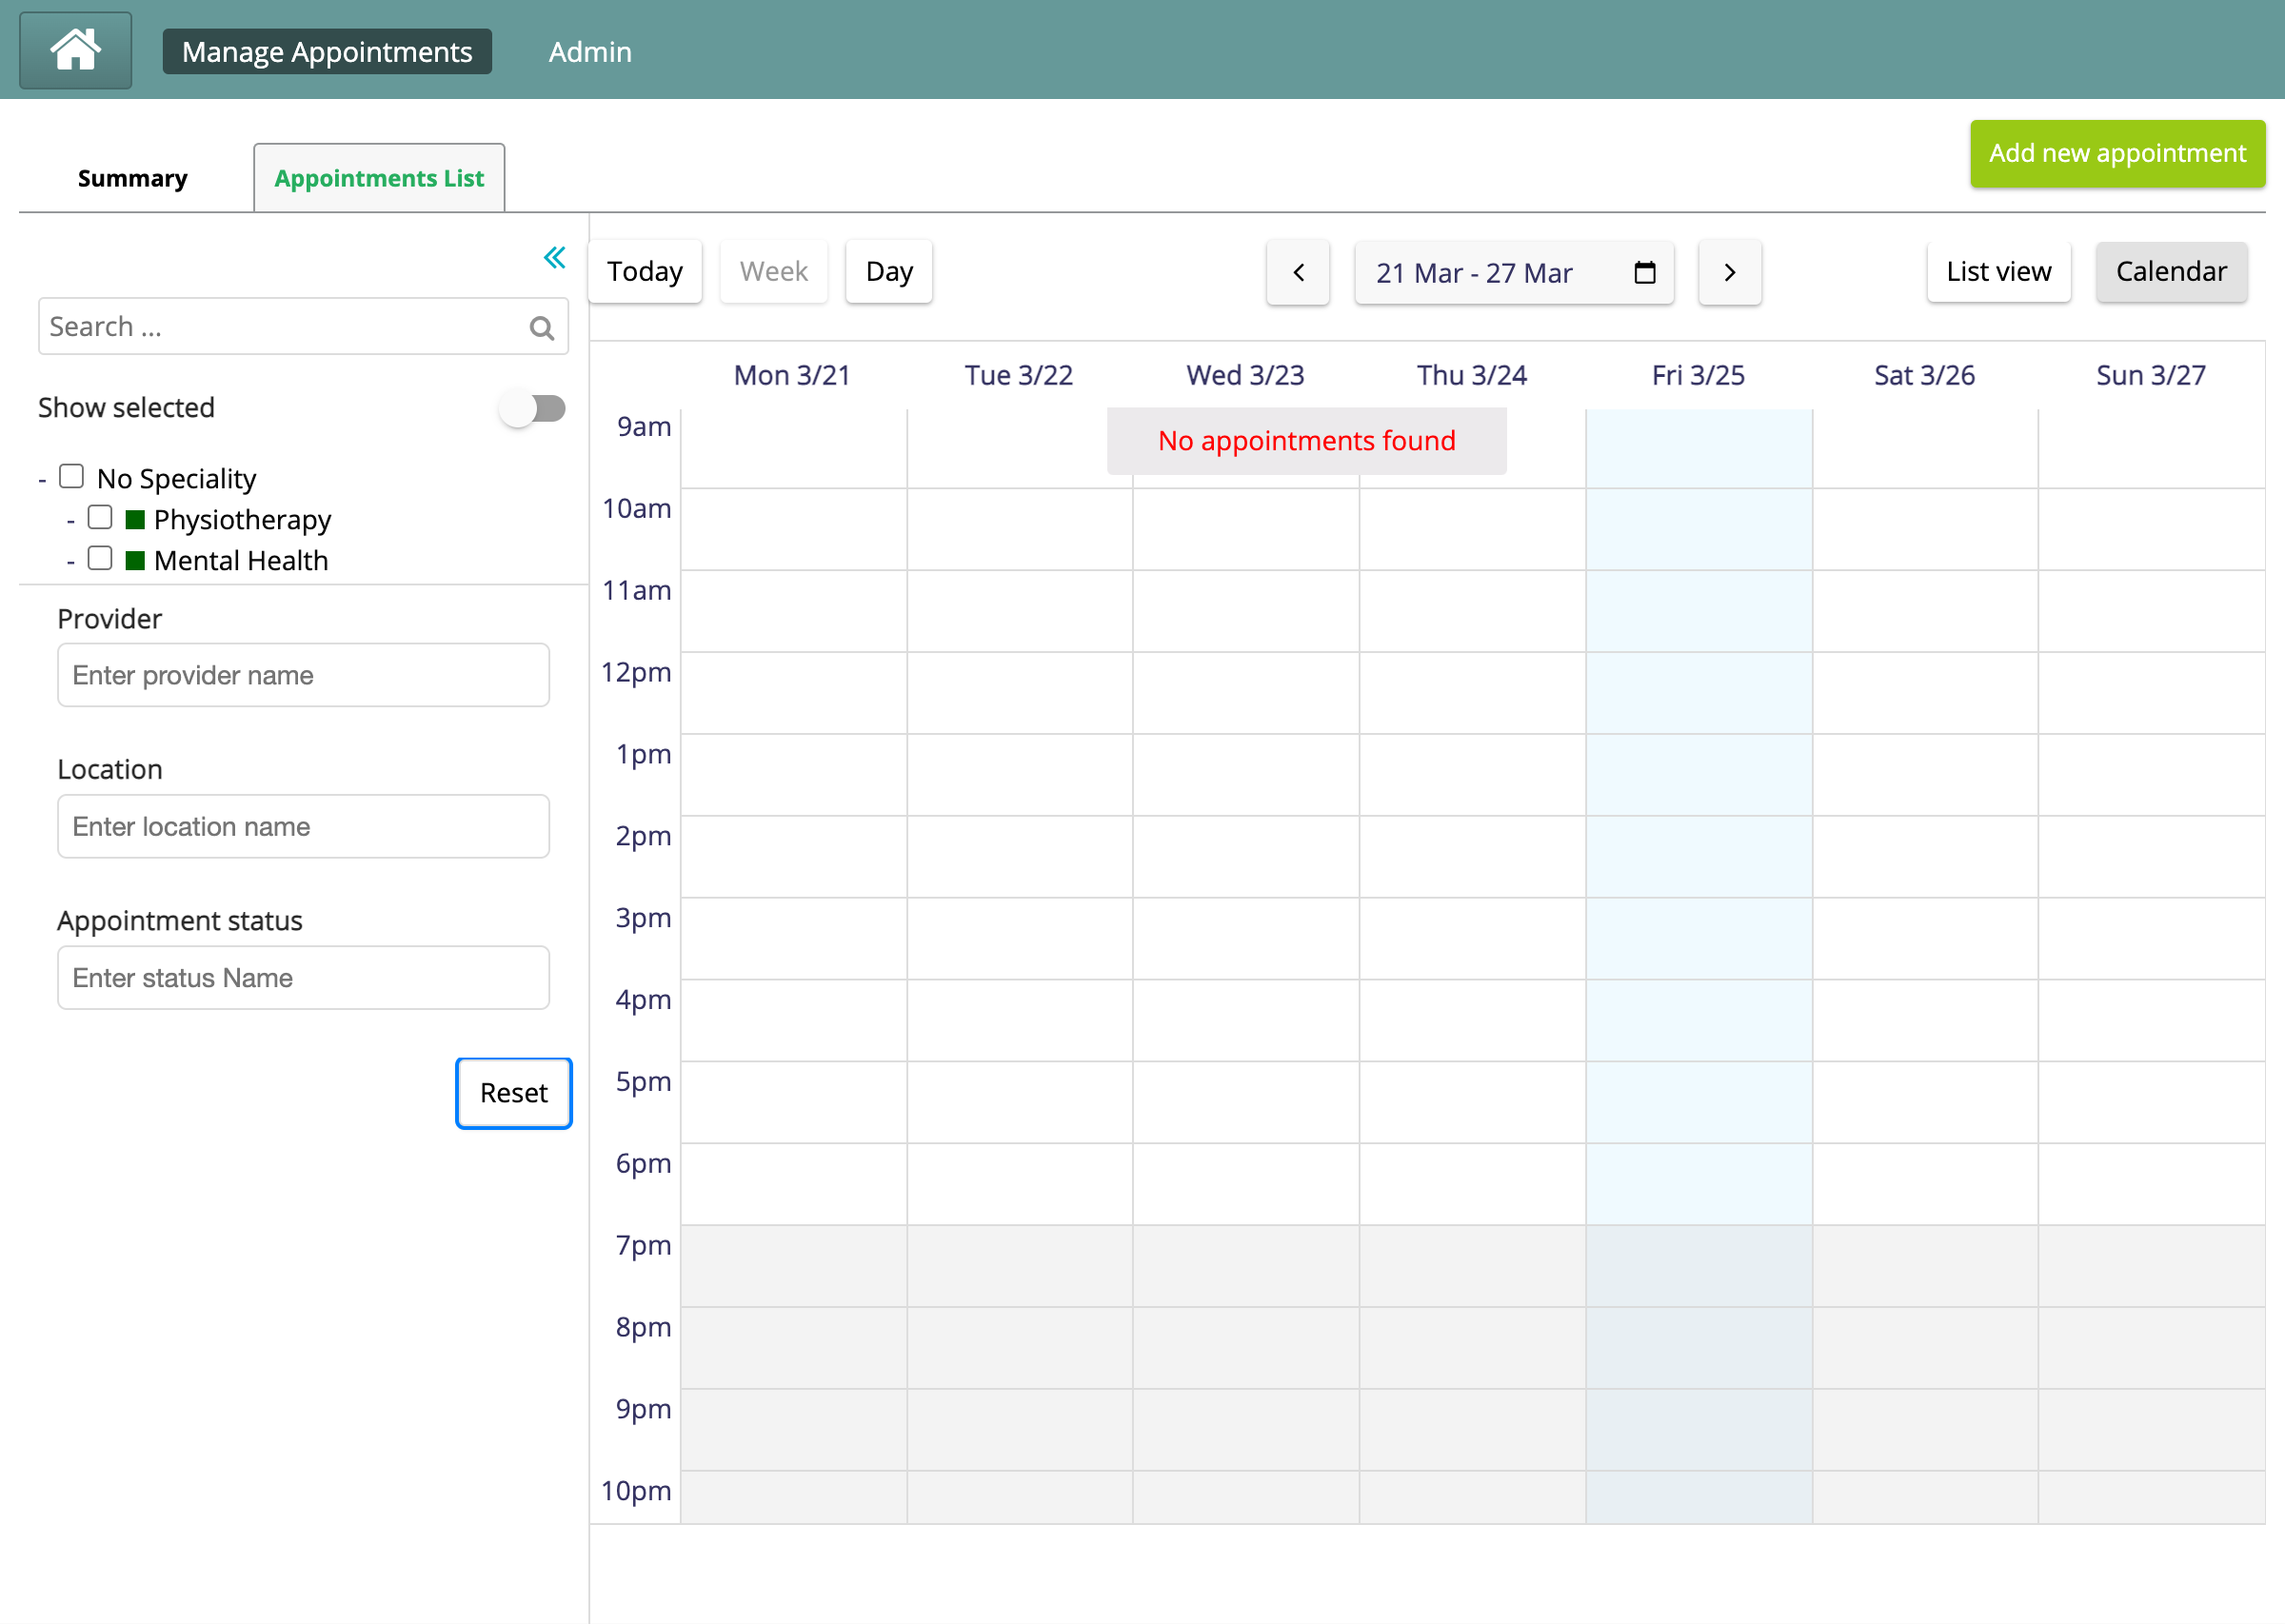 Manage Appointments
Admin
Summary
Appointments List
Add new appointment
Search ...
Show selected
- No Speciality
- Physiotherapy
- Mental Health
Provider
Enter provider name
Location
Enter location name
Appointment status
Enter status Name
Reset
Today
Week
Day
21 Mar - 27 Mar
List view
Calendar
Mon 3/21
Tue 3/22
Wed 3/23
Thu 3/24
Fri 3/25
Sat 3/26
Sun 3/27
No appointments found
9am
10am
11am
12pm
1pm
2pm
3pm
4pm
5pm
6pm
7pm
8pm
9pm
10pm